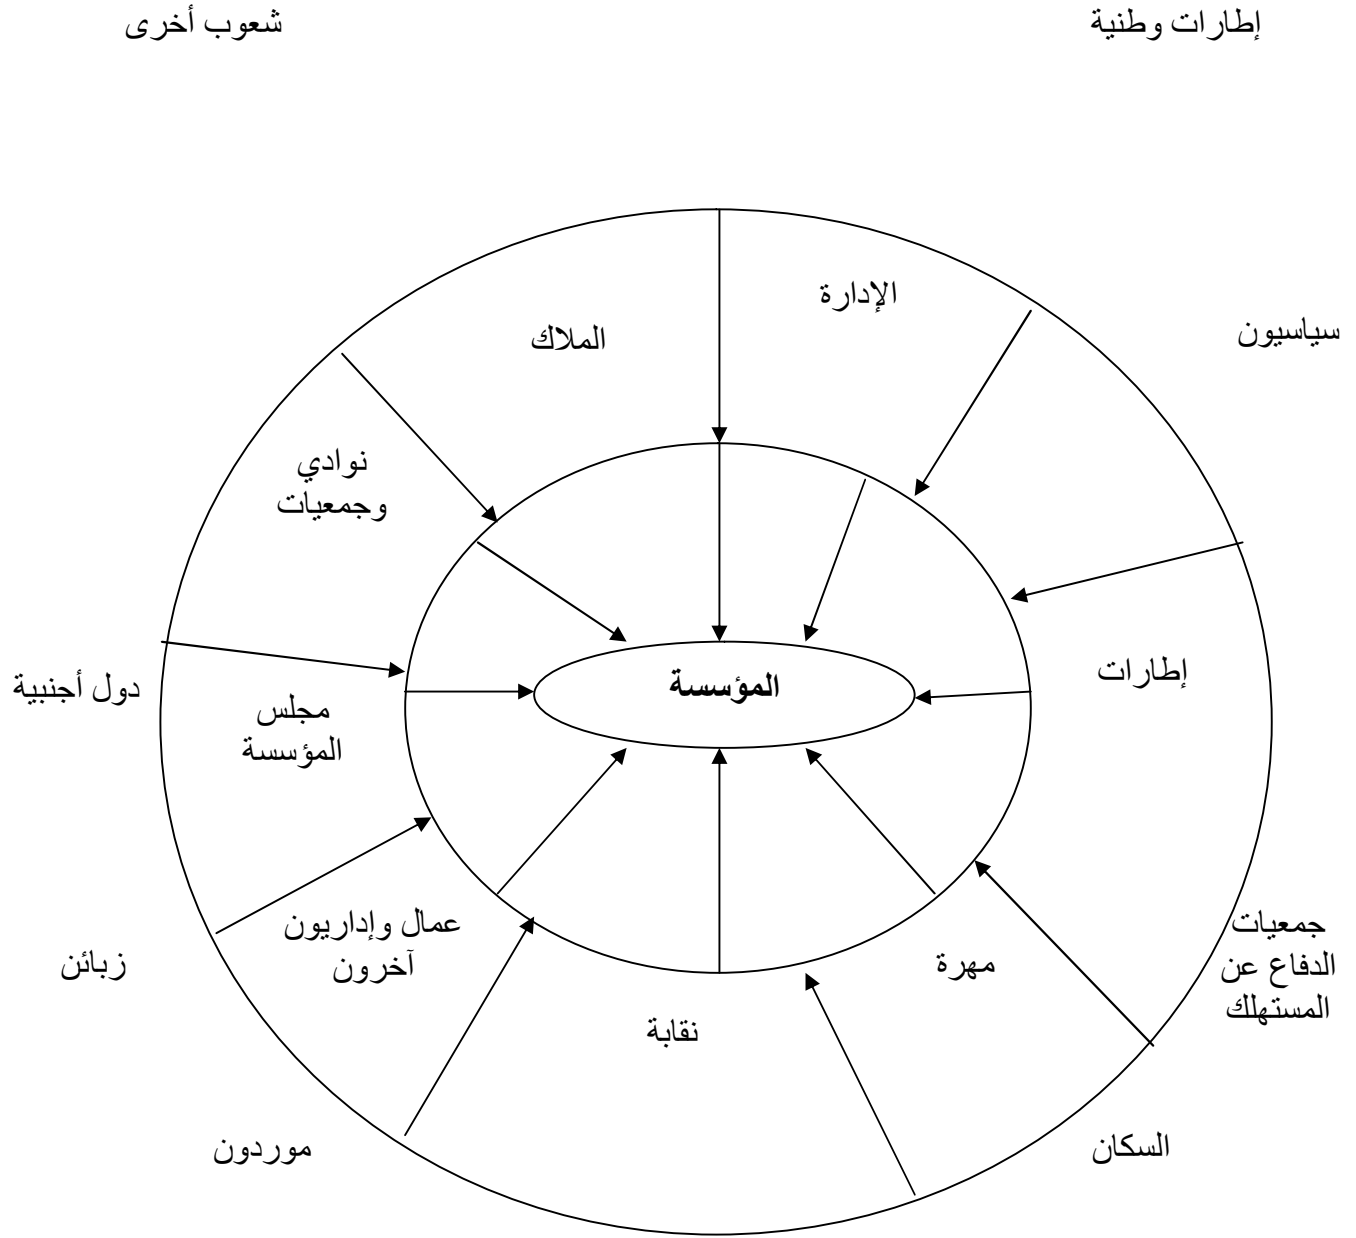 إطارات وطنية
شعوب أخرى
الإدارة
سياسيون
الملاك
نوادي
وجمعيات
إطارات
المؤسسة
دول أجنبية
مجلس
المؤسسة
جمعيات
الدفاع عن
المستهلك
عمال وإداريون
آخرون
مهرة
زبائن
نقابة
السكان
موردون